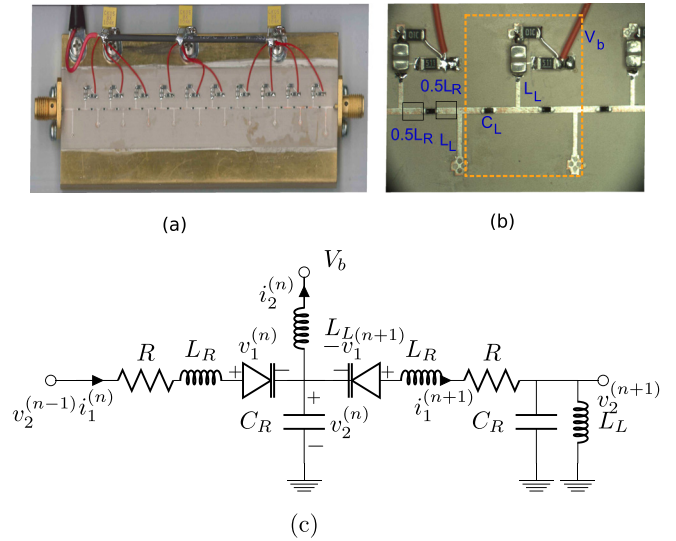 V_b
0.5L_R
L_L
C_L
0.5L_R
L_L
(a)
(b)
V_b
i_2^{(n)}
R
L_R
+
v_1^{(n)}
−
L_L
−
−v_1^{(n+1)}
+
L_R
R
v_2^{(n−1)}
i_1^{(n)}
C_R
+
v_2^{(n)}
−
i_1^{(n+1)}
C_R
v_2^{(n+1)}
L_L
(c)